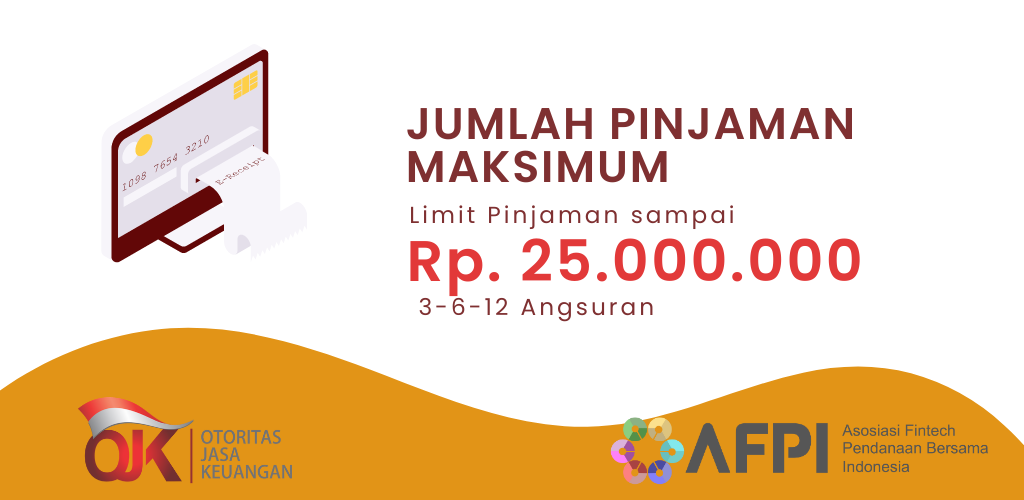 1098 7654 3210
E-Receipt
JUMLAH PINJAMAN
MAKSIMUM
Limit Pinjaman sampai
Rp. 25.000.000
3-6-12 Angsuran
OJK
OTORITAS
JASA
KEUANGAN
AFPI
Asosiasi Fintech
Pendanaan Bersama
Indonesia